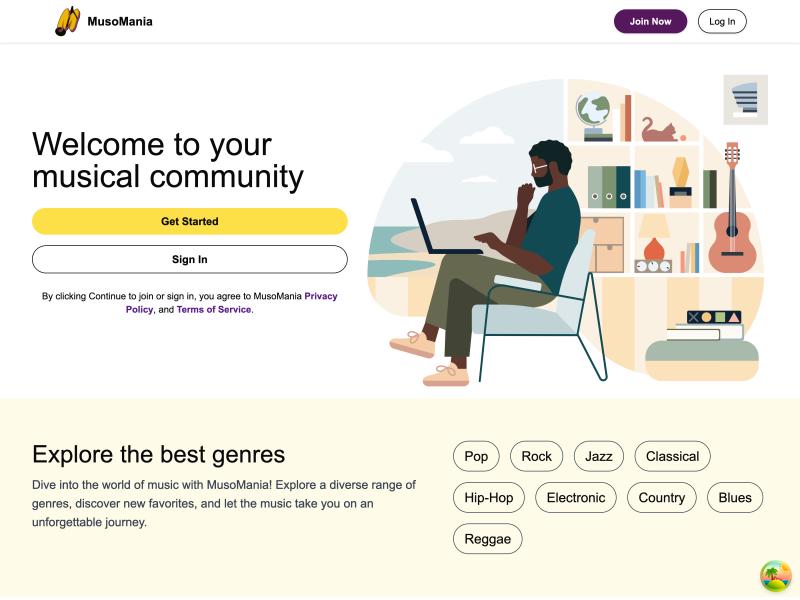 MusoMania
Join Now
Log In
Welcome to your
musical community
Get Started
Sign In
By clicking Continue to join or sign in, you agree to MusoMania Privacy
Policy, and Terms of Service.
Explore the best genres
Dive into the world of music with MusoMania! Explore a diverse range of
genres, discover new favorites, and let the music take you on an
unforgettable journey.
Pop
Rock
Jazz
Classical
Hip-Hop
Electronic
Country
Blues
Reggae